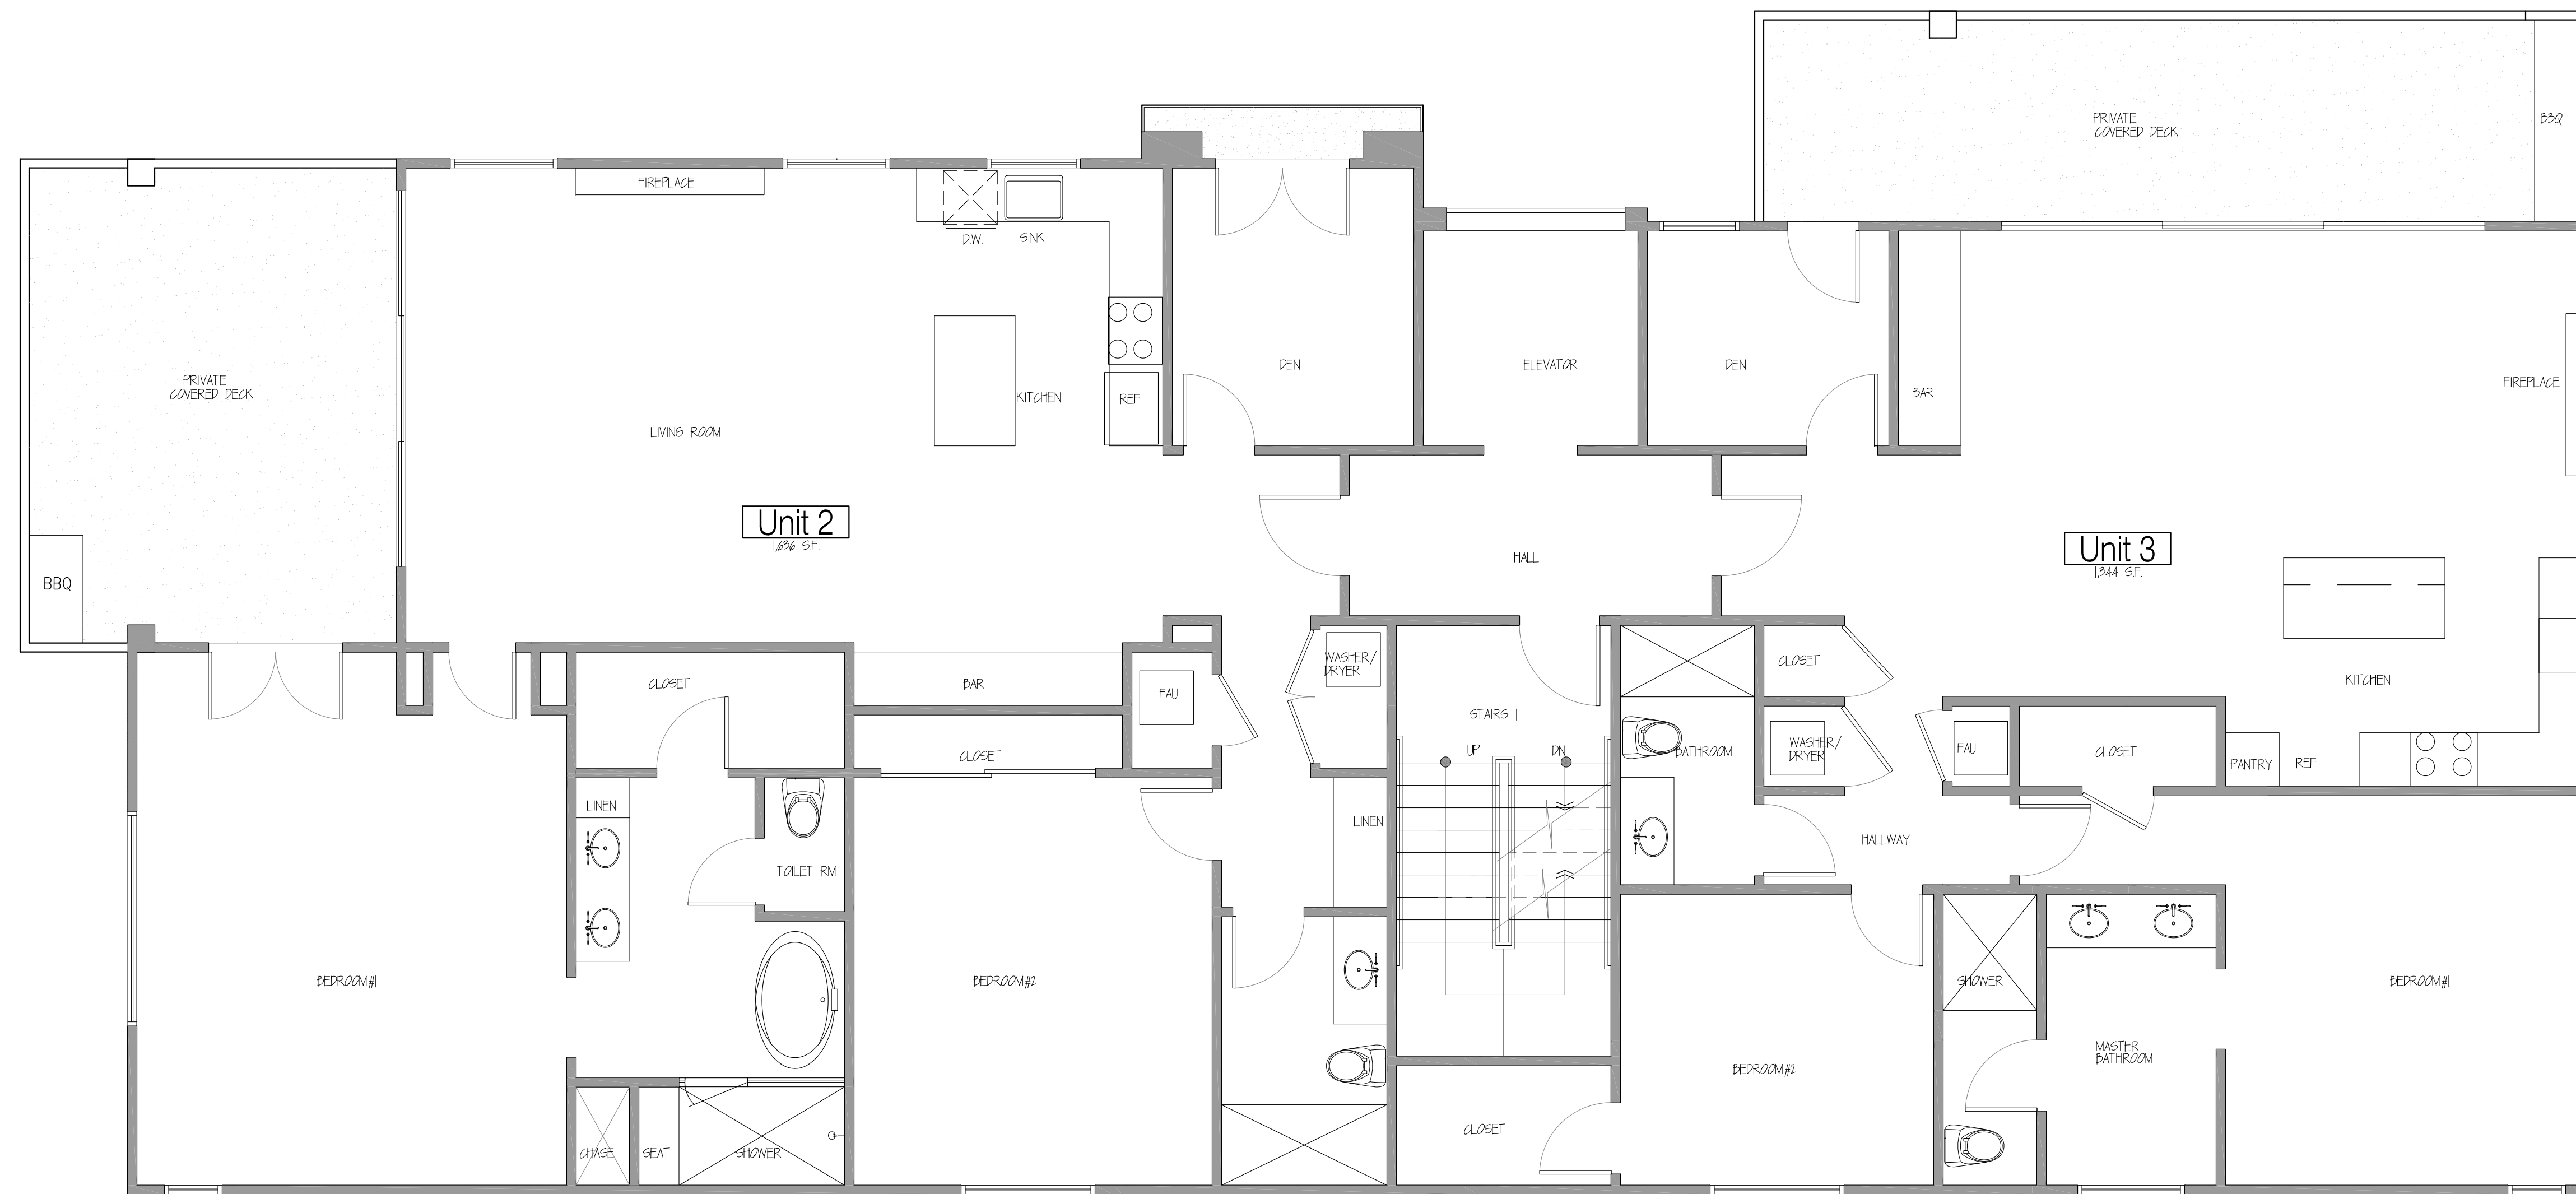 PRIVATE
COVERED DECK
BBQ
FIREPLACE
D.W.
SINK
PRIVATE
COVERED DECK
LIVING ROOM
KITCHEN
REF
DEN
ELEVATOR
DEN
BAR
FIREPLACE
Unit 2
1,636 S.F.
BBQ
HALL
Unit 3
1,344 S.F.
CLOSET
BAR
FAU
WASHER/
DRYER
STAIRS 1
UP
DN
CLOSET
BATHROOM
WASHER/
DRYER
FAU
CLOSET
KITCHEN
PANTRY
REF
CLOSET
LINEN
TOILET RM
LINEN
HALLWAY
BEDROOM#1
BEDROOM#2
SHOWER
BEDROOM#1
MASTER
BATHROOM
BEDROOM#2
CHASE
SEAT
SHOWER
CLOSET